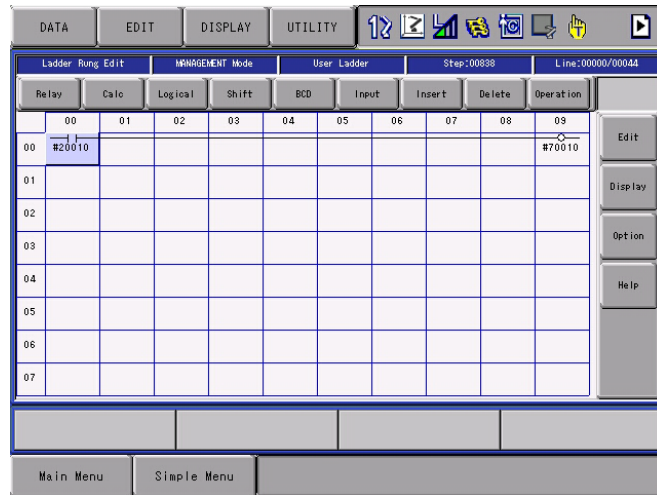 DATA EDIT DISPLAY UTILITY
Ladder Rung Edit MANAGEMENT Mode User Ladder Step:00838 Line:0000/00044
Relay Calc Logical Shift BCD Input Insert Delete Operation
00 01 02 03 04 05 06 07 08 09
00 #20010 #70010
01
02
03
04
05
06
07
Edit
Display
Option
Help
Main Menu Simple Menu